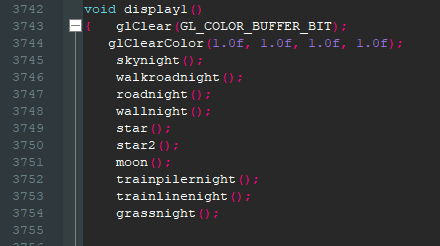 3742 void display1()
3743 { glClear(GL_COLOR_BUFFER_BIT);
3744 glClearColor(1.0f, 1.0f, 1.0f, 1.0f);
3745 skynight();
3746 walkroadnight();
3747 roadnight();
3748 wallnight();
3749 star();
3750 star2();
3751 moon();
3752 trainpilernight();
3753 trainlinenight();
3754 grassnight();
3755